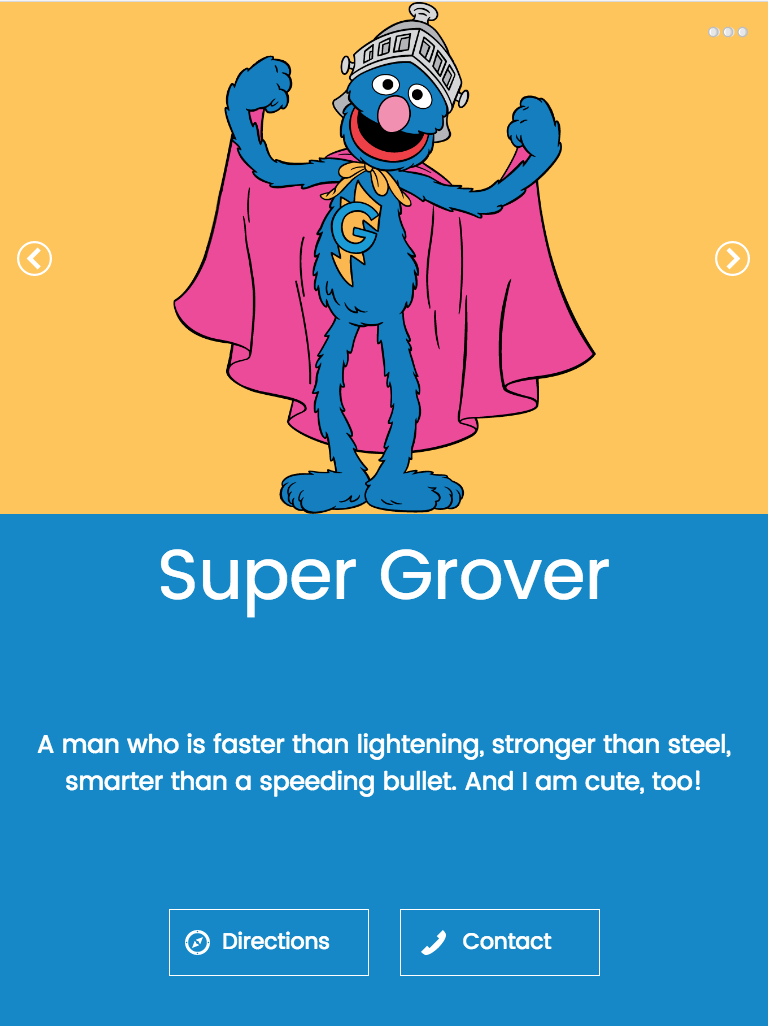 G
Super Grover
A man who is faster than lightening, stronger than steel,
smarter than a speeding bullet. And I am cute, too!
Directions
Contact